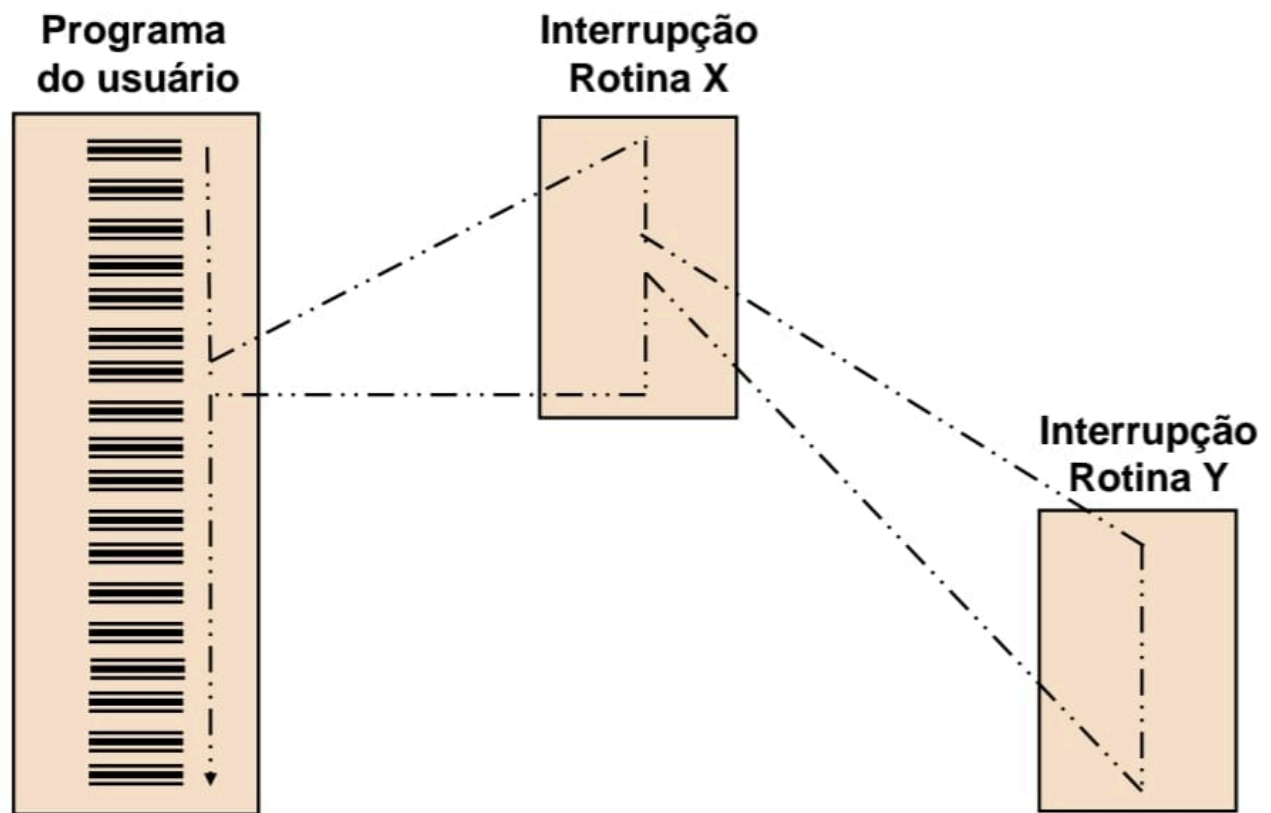 Programa
do usuário
Interrupção
Rotina X
Interrupção
Rotina Y